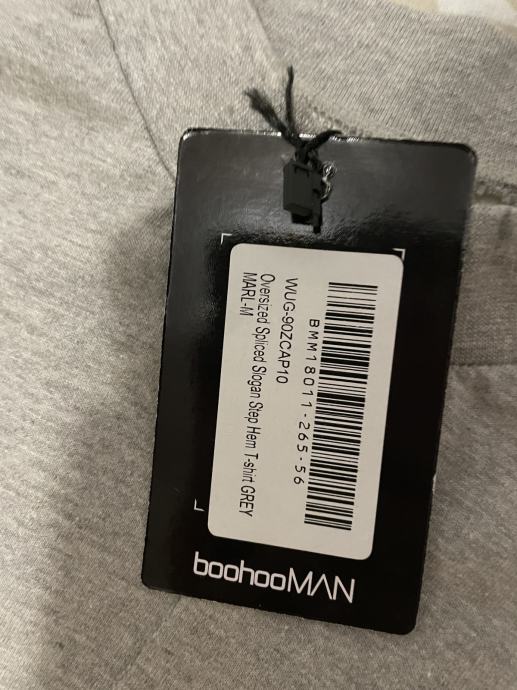 BMM18011-265-56
WUG-90ZCAP10
Oversized Spliced Slogan Step Hem T-shirt GREY
MARL-M
boohooMAN